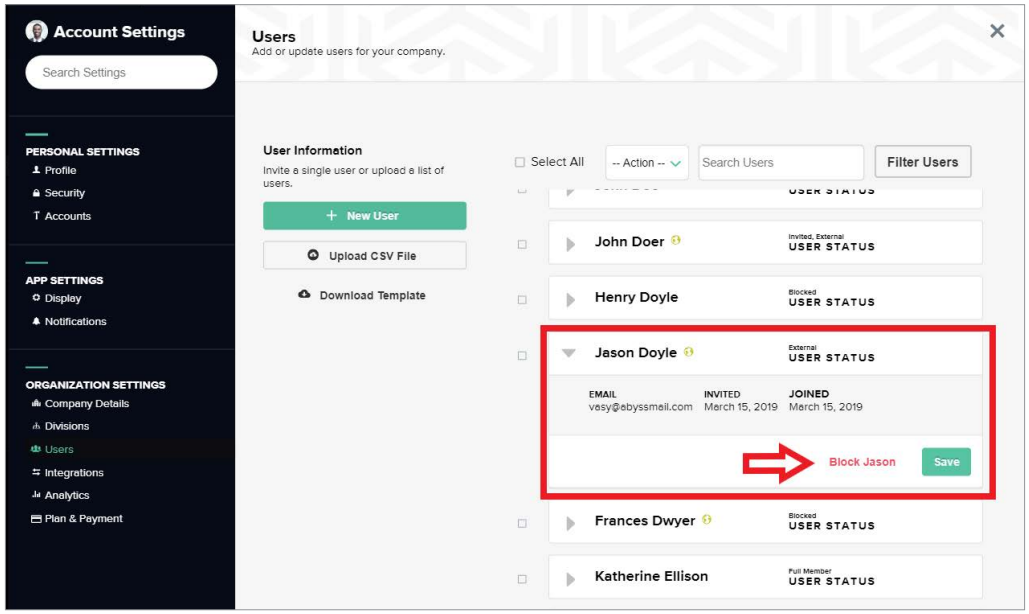 Account Settings
Search Settings
PERSONAL SETTINGS
Profile
Security
Accounts
APP SETTINGS
Display
Notifications
ORGANIZATION SETTINGS
Company Details
Divisions
Users
Integrations
Analytics
Plan & Payment
Users
Add or update users for your company.
User Information
Invite a single user or upload a list of
users.
+ New User
Upload CSV File
Download Template
Select All
-- Action --
Search Users
Filter Users
USER STATUS
John Doer
Invited, External
USER STATUS
Henry Doyle
Blocked
USER STATUS
Jason Doyle
External
USER STATUS
EMAIL INVITED JOINED
vasy@abyssmail.com March 15, 2019 March 15, 2019
Block Jason
Save
Frances Dwyer
Blocked
USER STATUS
Katherine Ellison
Full Member
USER STATUS